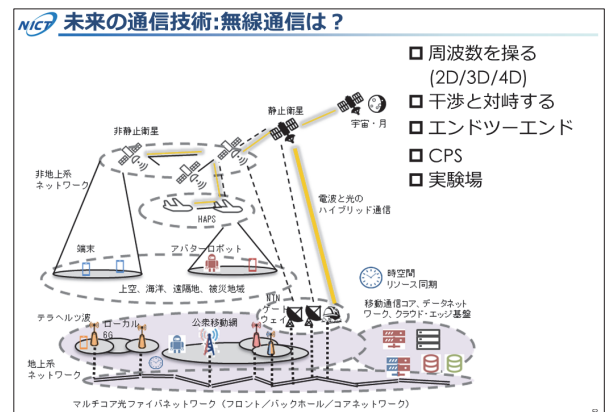 NICT 未来の通信技術:無線通信は？
周波数を操る
(2D/3D/4D)
干渉と対峙する
エンドツーエンド
CPS
実験場
静止衛星
宇宙・月
非静止衛星
非地上系
ネットワーク
HAPS
電波と光の
ハイブリッド通信
端末
アバターロボット
上空、海洋、遠隔地、被災地域
時空間
リソース同期
NTN
ゲート
ウェイ
移動通信コア、データネット
ワーク、クラウド・エッジ基盤
テラヘルツ波
ローカル
6G
公衆移動網
地上系
ネットワーク
マルチコア光ファイバネットワーク（フロント／バックホール／コアネットワーク）